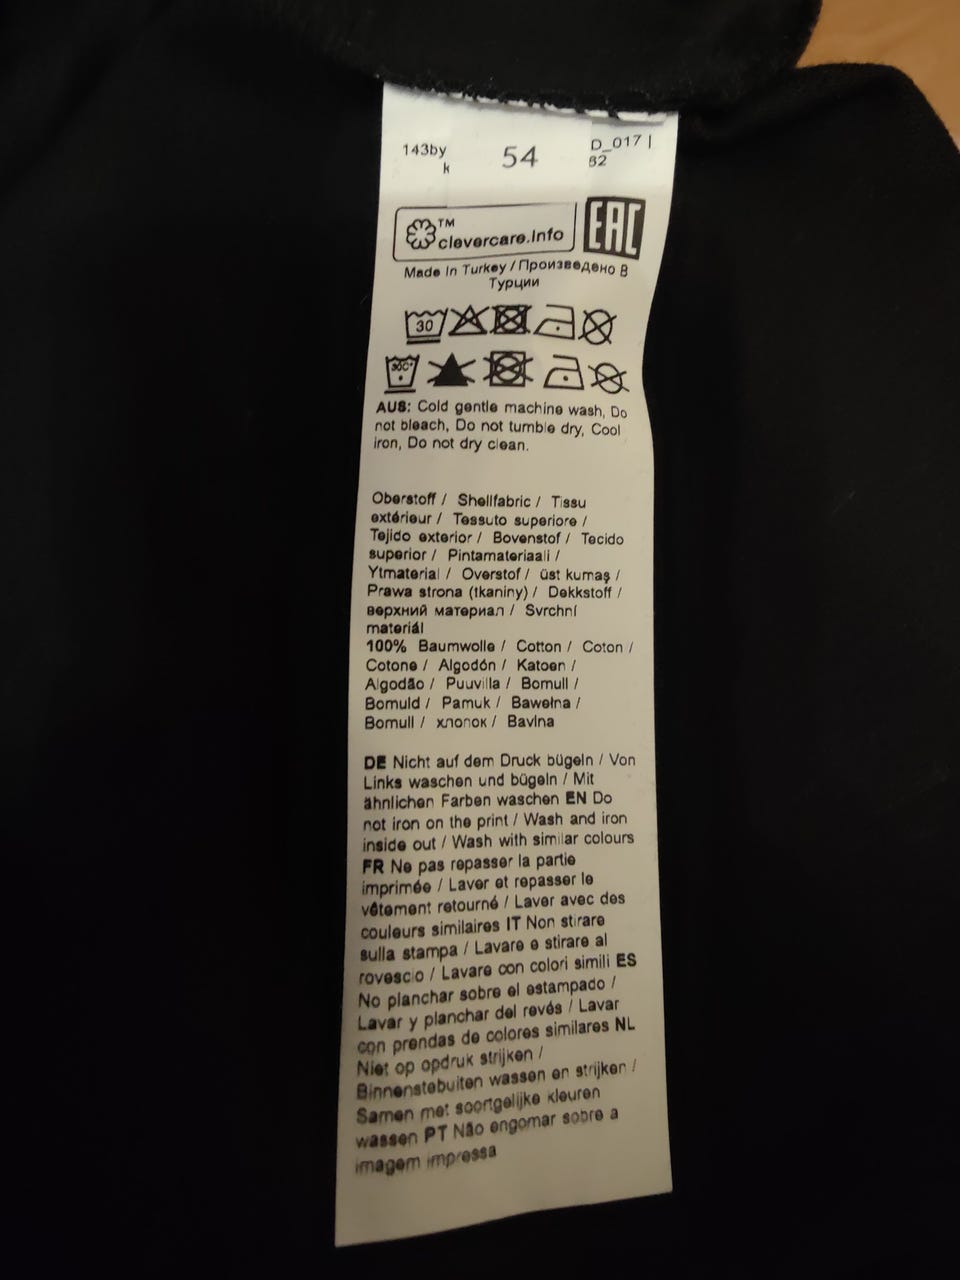 143by
k
54
D_017 |
82
™
clevercare.info
EAC
Made In Turkey / Произведено В
Турции
30
30C°
AUS: Cold gentle machine wash, Do
not bleach, Do not tumble dry, Cool
iron, Do not dry clean.
Oberstoff / Shellfabric / Tissu
extérieur / Tessuto superiore /
Tejido exterior / Bovenstof / Tecido
superior / Pintamateriaali /
Ytmaterial / Overstof / üst kumaş /
Prawa strona (tkaniny) / Dekkstoff /
верхний материал / Svrchní
materiál
100% Baumwolle / Cotton / Coton /
Cotone / Algodón / Katoen /
Algodão / Puuvilla / Bomull /
Bomuld / Pamuk / Bawełna /
Bomull / хлопок / Bavlna
DE Nicht auf dem Druck bügeln / Von
Links waschen und bügeln / Mit
ähnlichen Farben waschen EN Do
not iron on the print / Wash and iron
inside out / Wash with similar colours
FR Ne pas repasser la partie
imprimée / Laver et repasser le
vêtement retourné / Laver avec des
couleurs similaires IT Non stirare
sulla stampa / Lavare e stirare al
rovescio / Lavare con colori simili ES
No planchar sobre el estampado /
Lavar y planchar del revés / Lavar
con prendas de colores similares NL
Niet op opdruk strijken /
Binnenstebuiten wassen en strijken /
Samen met soortgelijke kleuren
wassen PT Não engomar sobre a
imagem impressa